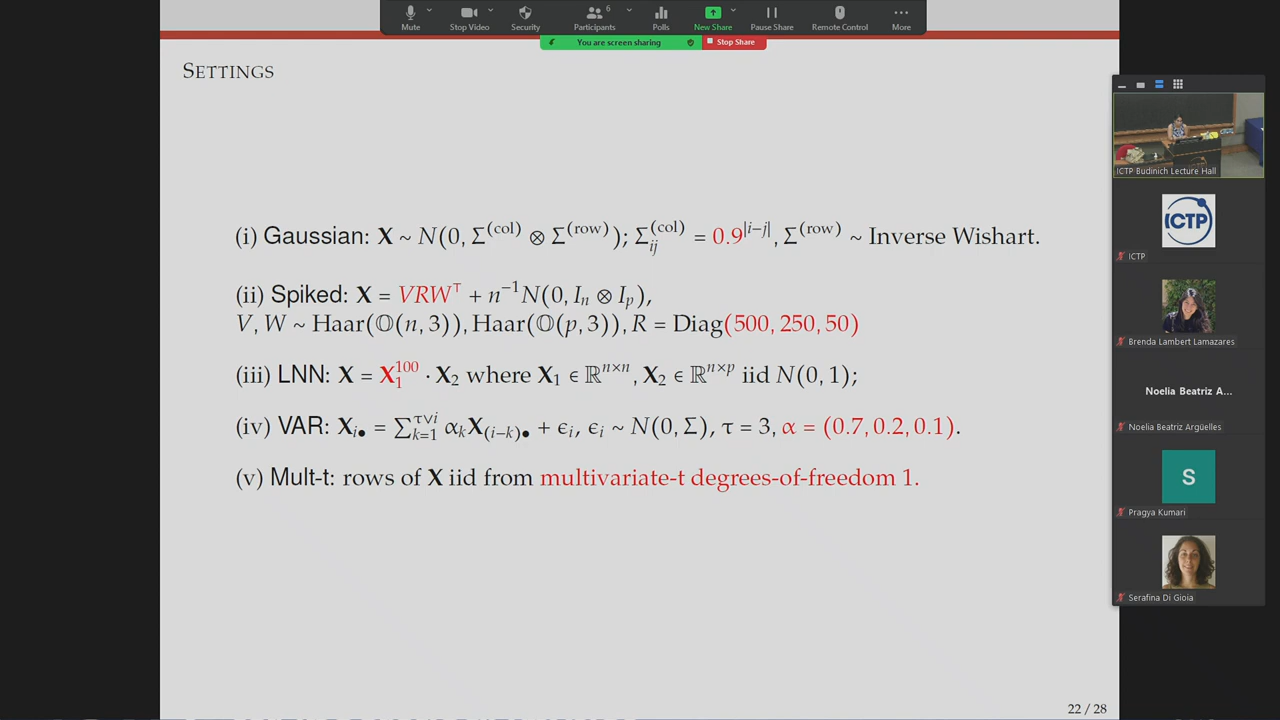 Mute
Stop Video
Security
Participants
6
Polls
New Share
Pause Share
Remote Control
More
You are screen sharing
Stop Share
SETTINGS
(i) Gaussian: X ~ N(0, Σ^(col) ⊗ Σ^(row)); Σ_ij^(col) = 0.9^|i−j|, Σ^(row) ~ Inverse Wishart.
(ii) Spiked: X = VRW^⊤ + n^−1 N(0, I_n ⊗ I_p),
V, W ~ Haar(𝕆(n, 3)), Haar(𝕆(p, 3)), R = Diag(500, 250, 50)
(iii) LNN: X = X_1^100 · X_2 where X_1 ∈ ℝ^n×n, X_2 ∈ ℝ^n×p iid N(0, 1);
(iv) VAR: X_i• = Σ_k=1^τ∨i α_k X_(i−k)• + ϵ_i, ϵ_i ~ N(0, Σ), τ = 3, α = (0.7, 0.2, 0.1).
(v) Mult-t: rows of X iid from multivariate-t degrees-of-freedom 1.
22 / 28
ICTP Budinich Lecture Hall
ICTP
ICTP
Brenda Lambert Lamazares
Noelia Beatriz A...
Noelia Beatriz Argüelles
S
Pragya Kumari
Serafina Di Gioia